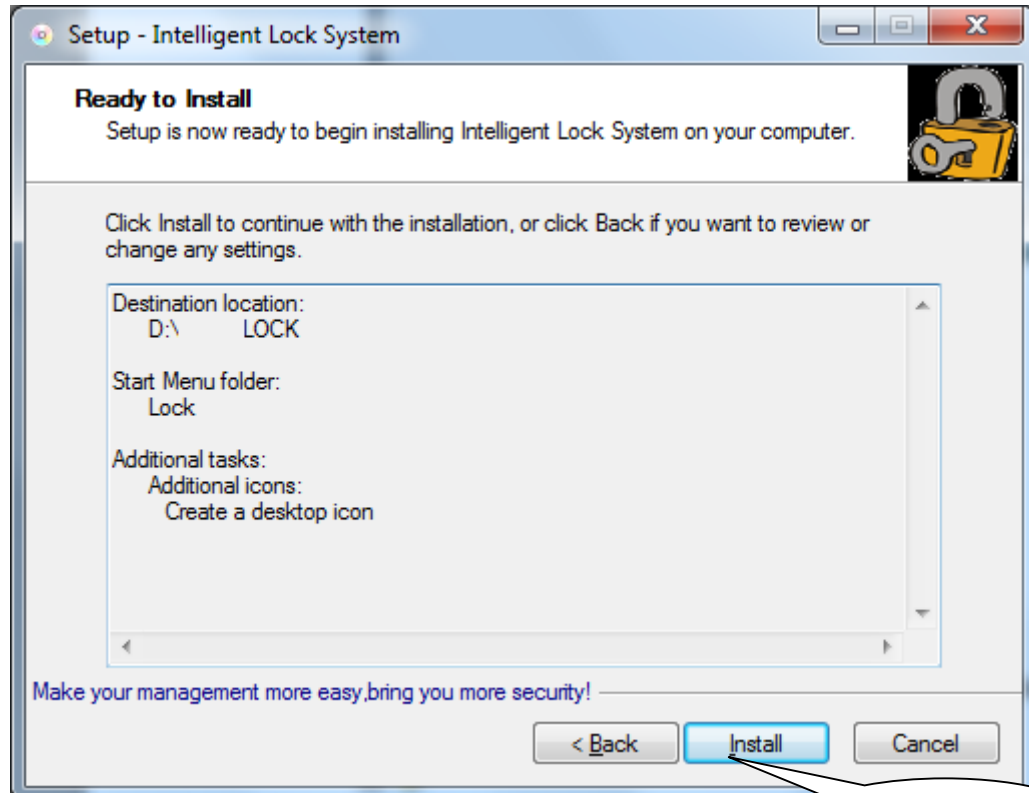 Setup - Intelligent Lock System
Ready to Install
Setup is now ready to begin installing Intelligent Lock System on your computer.
Click Install to continue with the installation, or click Back if you want to review or
change any settings.
Destination location:
D:\ LOCK
Start Menu folder:
Lock
Additional tasks:
Additional icons:
Create a desktop icon
Make your management more easy,bring you more security!
< Back Install Cancel